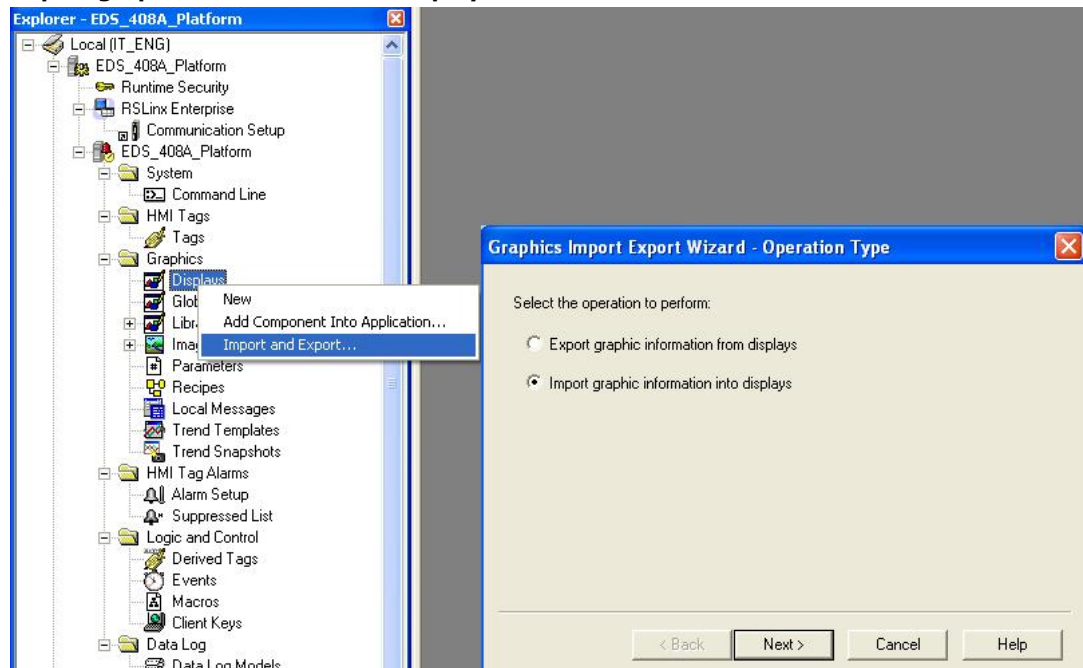 Explorer - EDS_408A_Platform
Local (IT_ENG)
EDS_408A_Platform
Runtime Security
RSLinx Enterprise
Communication Setup
EDS_408A_Platform
System
Command Line
HMI Tags
Tags
Graphics
Displays
Glob
Libr
Imag
Parameters
Recipes
Local Messages
Trend Templates
Trend Snapshots
HMI Tag Alarms
Alarm Setup
Suppressed List
Logic and Control
Derived Tags
Events
Macros
Client Keys
Data Log
Data Log Models
New
Add Component Into Application...
Import and Export...
Graphics Import Export Wizard - Operation Type
Select the operation to perform:
Export graphic information from displays
Import graphic information into displays
< Back
Next >
Cancel
Help